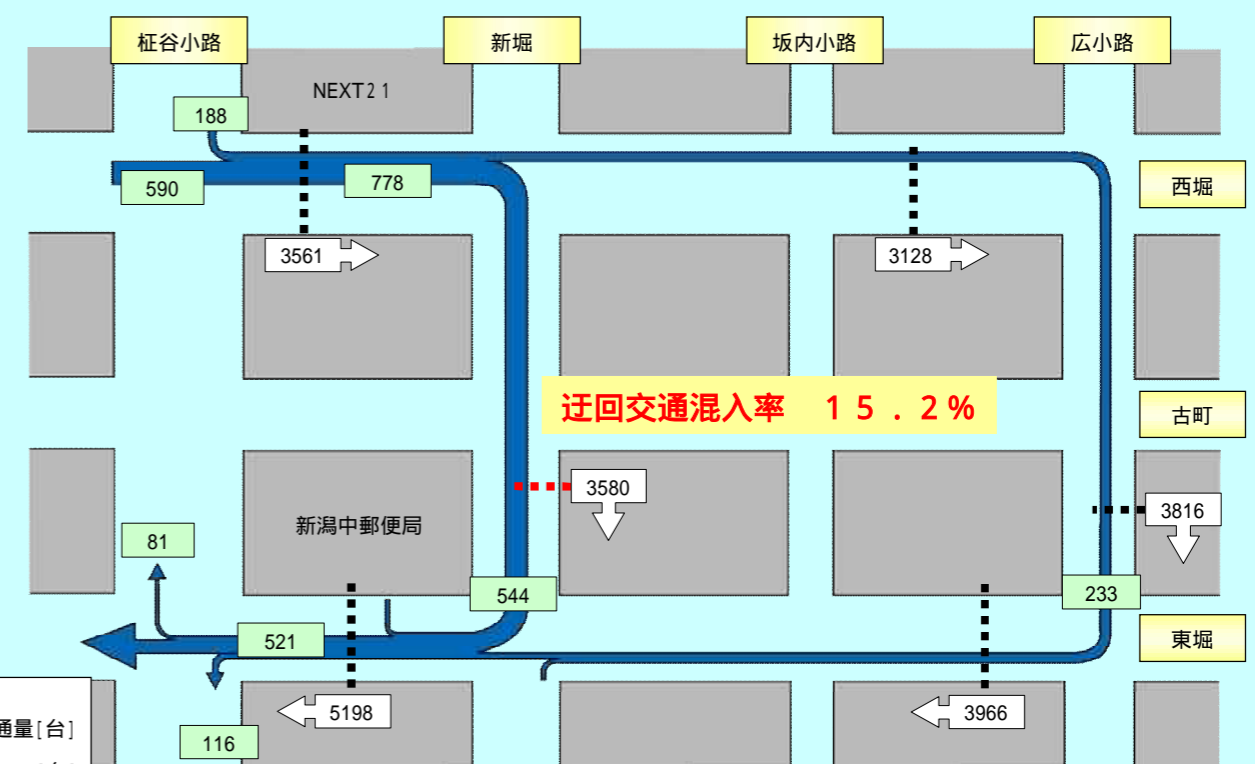 柾谷小路
新堀
坂内小路
広小路
NEXT21
188
590
778
西堀
3561
3128
迂回交通混入率 15.2%
古町
3580
3816
新潟中郵便局
81
544
233
521
東堀
5198
3966
通量[台]
116